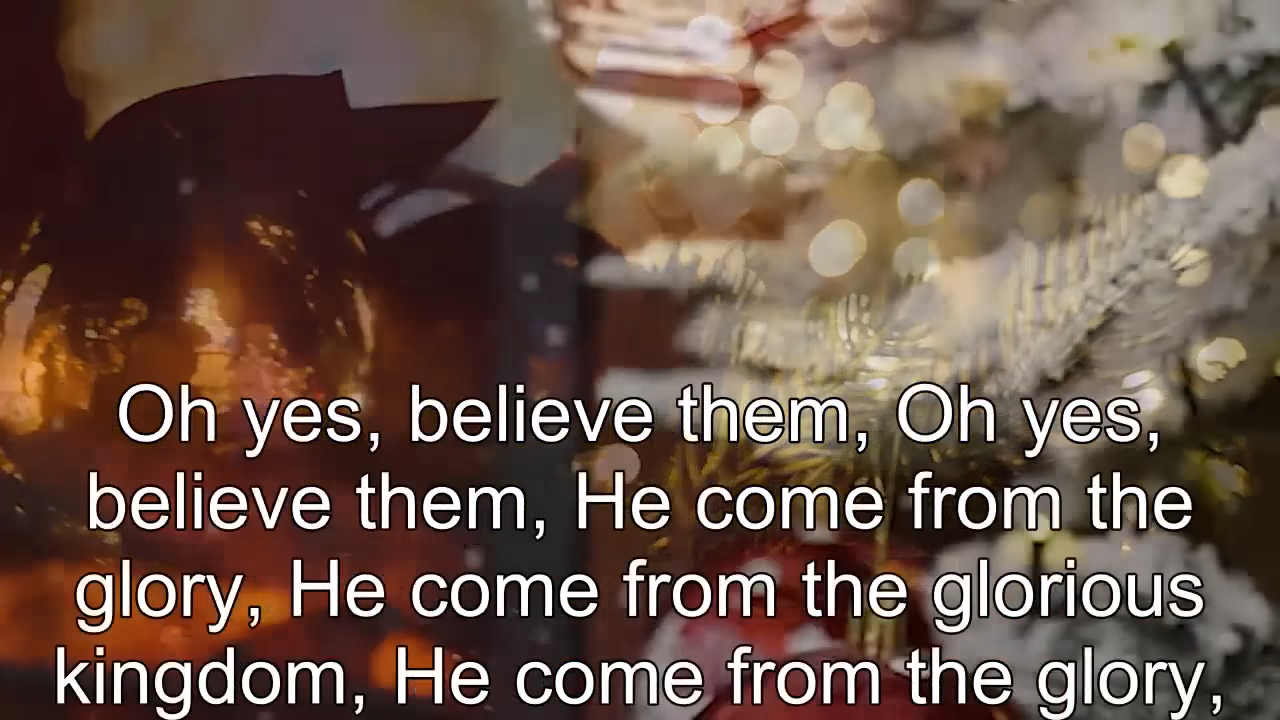 Oh yes, believe them, Oh yes,
believe them, He come from the
glory, He come from the glorious
kingdom, He come from the glory,